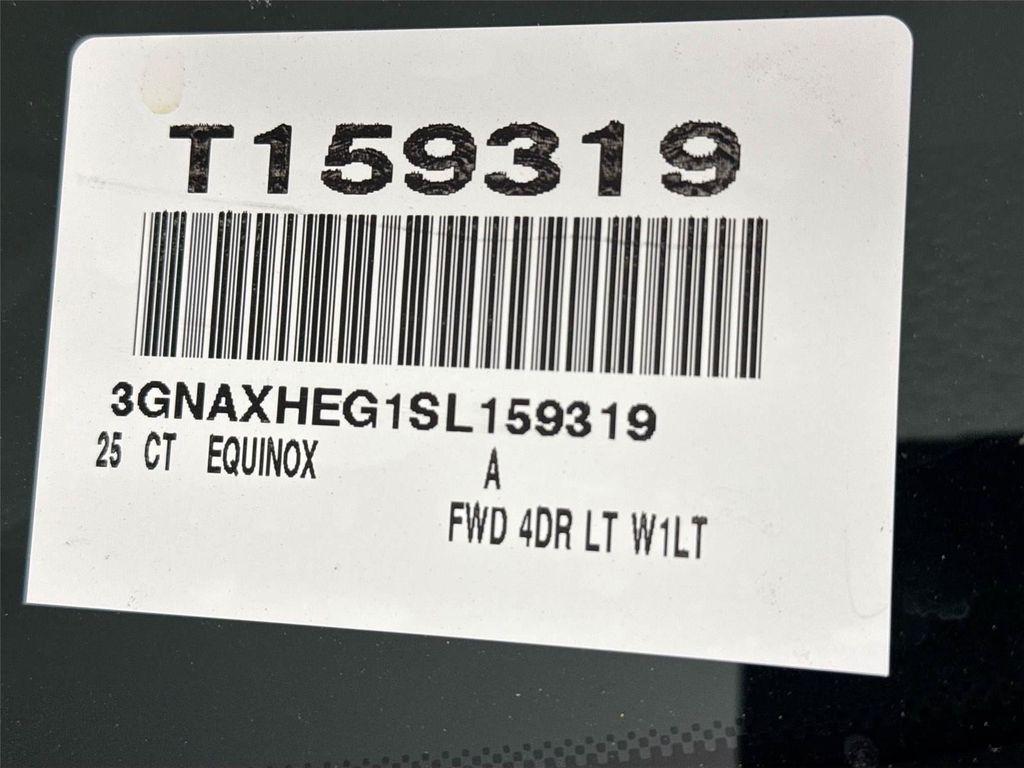 T159319
3GNAXHEG1SL159319
25 CT EQUINOX A
FWD 4DR LT W1LT